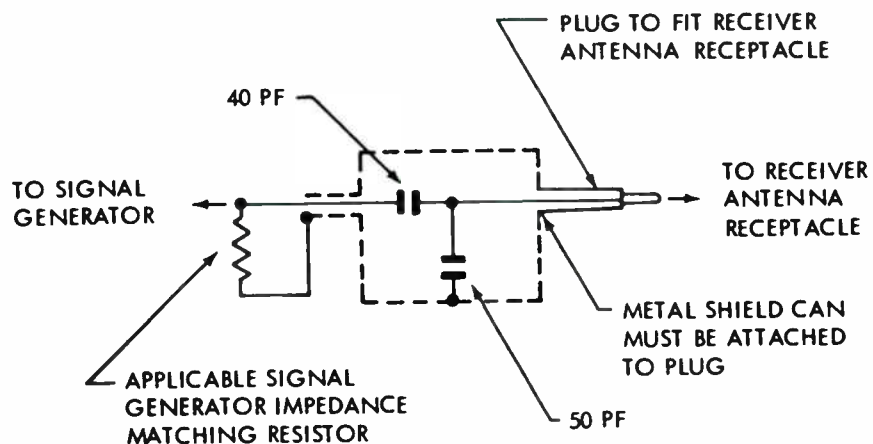 PLUG TO FIT RECEIVER
ANTENNA RECEPTACLE
40 PF
TO SIGNAL
GENERATOR
TO RECEIVER
ANTENNA
RECEPTACLE
METAL SHIELD CAN
MUST BE ATTACHED
TO PLUG
APPLICABLE SIGNAL
GENERATOR IMPEDANCE
MATCHING RESISTOR
50 PF